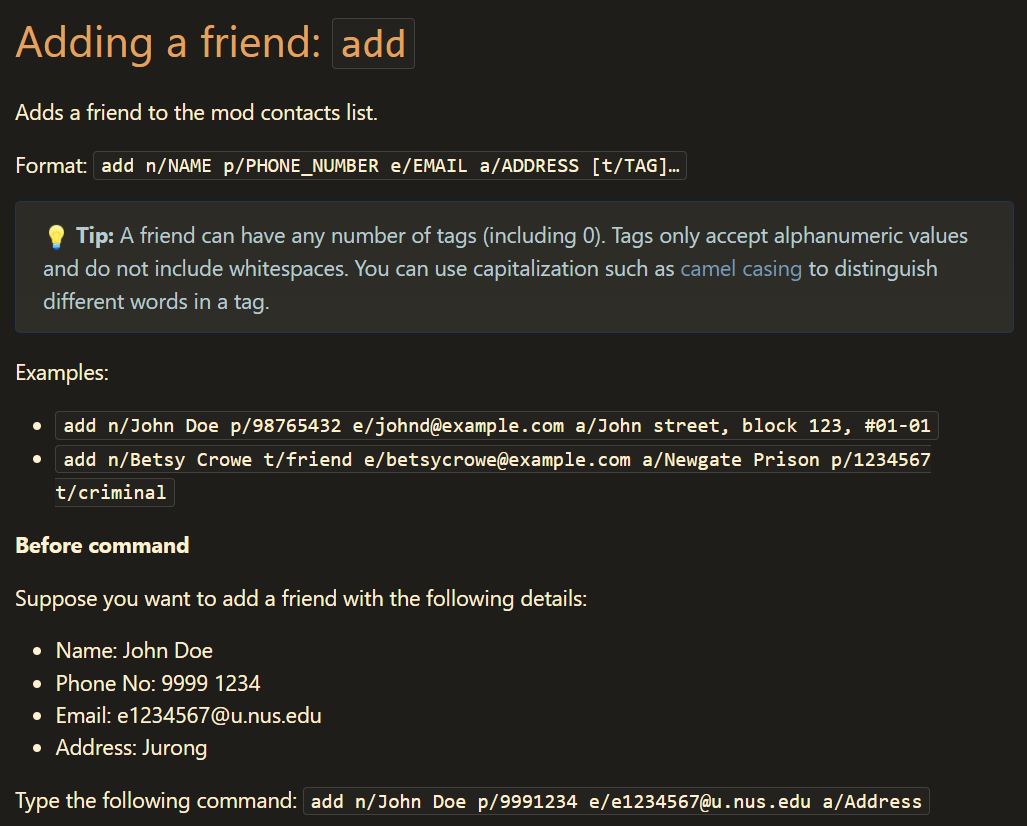 Adding a friend: add
Adds a friend to the mod contacts list.
Format: add n/NAME p/PHONE_NUMBER e/EMAIL a/ADDRESS [t/TAG]…
💡 Tip: A friend can have any number of tags (including 0). Tags only accept alphanumeric values
and do not include whitespaces. You can use capitalization such as camel casing to distinguish
different words in a tag.
Examples:
• add n/John Doe p/98765432 e/johnd@example.com a/John street, block 123, #01-01
• add n/Betsy Crowe t/friend e/betsycrowe@example.com a/Newgate Prison p/1234567
t/criminal
Before command
Suppose you want to add a friend with the following details:
• Name: John Doe
• Phone No: 9999 1234
• Email: e1234567@u.nus.edu
• Address: Jurong
Type the following command: add n/John Doe p/9991234 e/e1234567@u.nus.edu a/Address